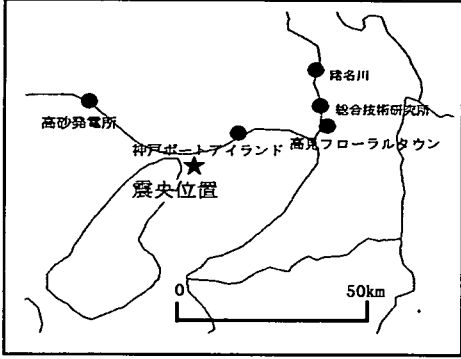 猪名川
総合技術研究所
高砂発電所
神戸ポートアイランド
高見フローラルタウン
震央位置
0 50km